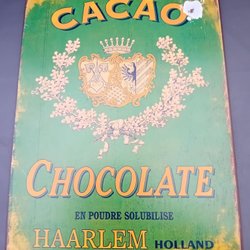 CACAO
CHOCOLATE
EN POUDRE SOLUBILISE
HAARLEM HOLLAND